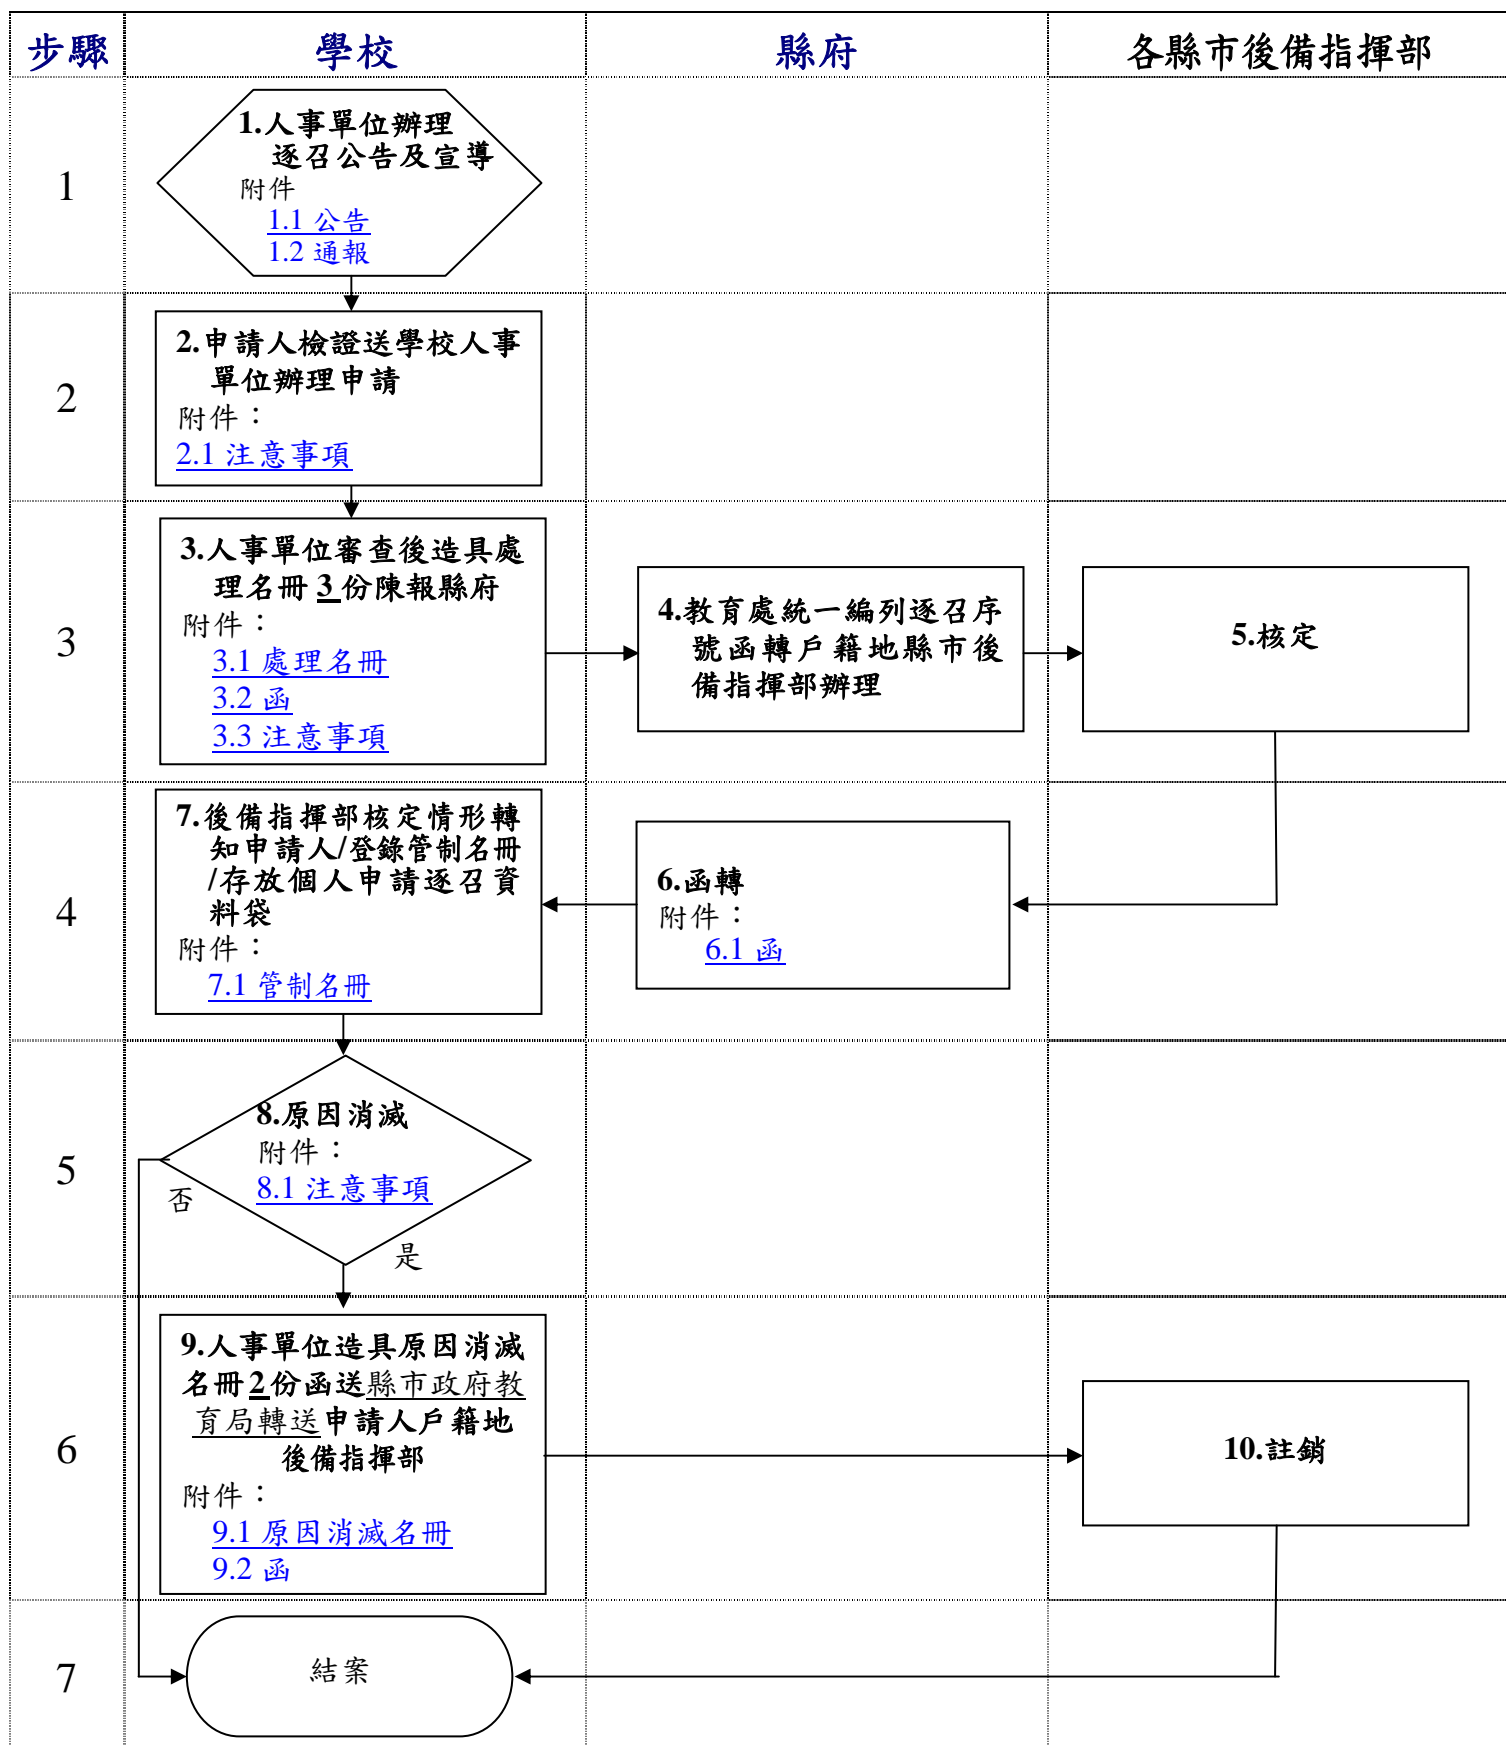 步驟
學校
縣府
各縣市後備指揮部
1
1.人事單位辦理
逐召公告及宣導
附件
1.1 公告
1.2 通報
2
2.申請人檢證送學校人事
單位辦理申請
附件：
2.1 注意事項
3
3.人事單位審查後造具處
理名冊 3 份陳報縣府
附件：
3.1 處理名冊
3.2 函
3.3 注意事項
4.教育處統一編列逐召序
號函轉戶籍地縣市後
備指揮部辦理
5.核定
4
7.後備指揮部核定情形轉
知申請人/登錄管制名冊
/存放個人申請逐召資
料袋
附件：
7.1 管制名冊
6.函轉
附件：
6.1 函
5
8.原因消滅
附件：
8.1 注意事項
否
是
6
9.人事單位造具原因消滅
名冊 2 份函送縣市政府教
育局轉送申請人戶籍地
後備指揮部
附件：
9.1 原因消滅名冊
9.2 函
10.註銷
7
結案